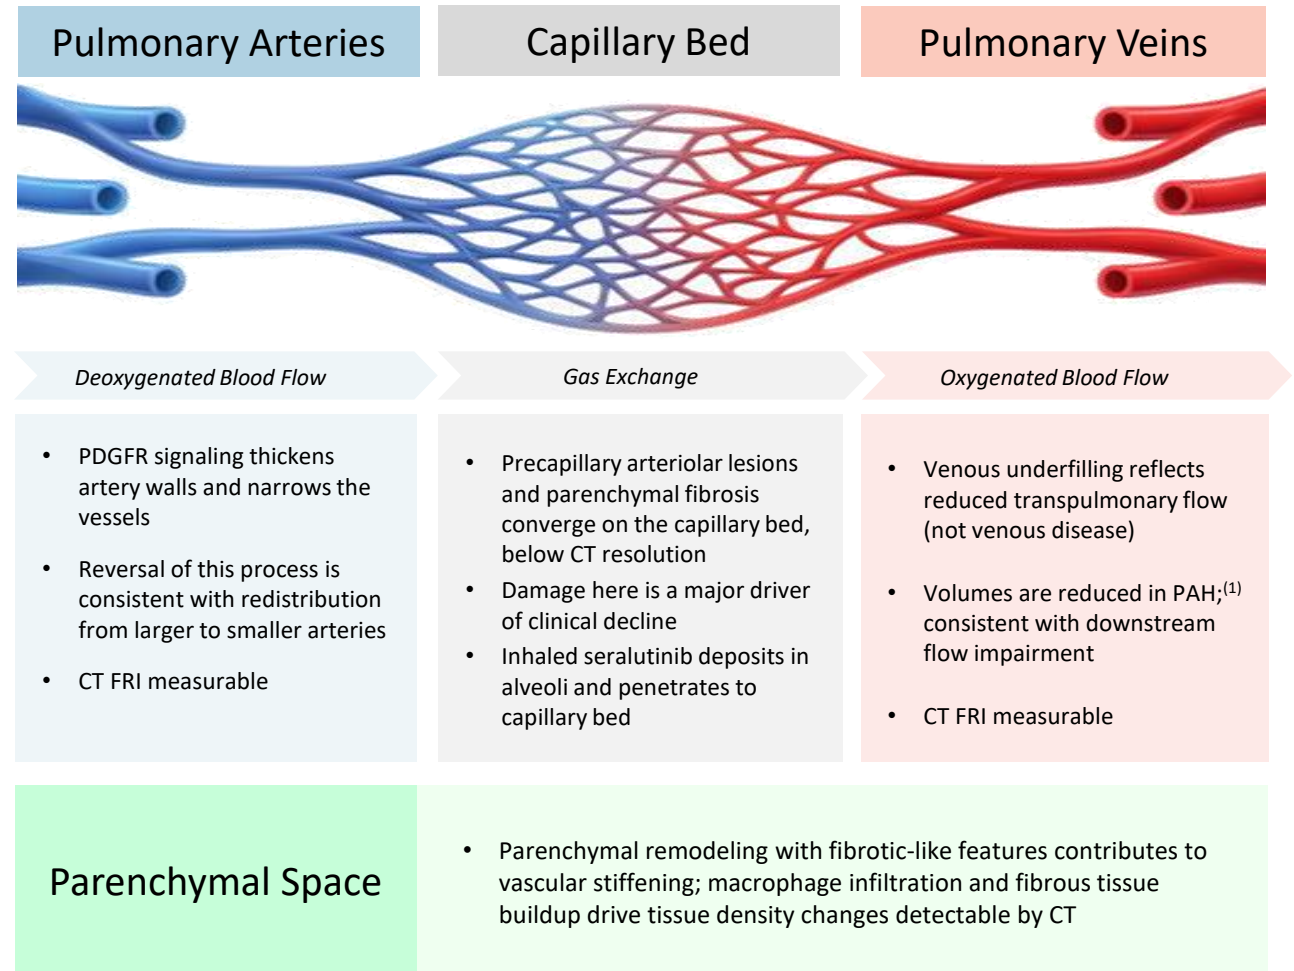 Pulmonary Arteries
Capillary Bed
Pulmonary Veins
Deoxygenated Blood Flow
Gas Exchange
Oxygenated Blood Flow
• PDGFR signaling thickens
artery walls and narrows the
vessels
• Reversal of this process is
consistent with redistribution
from larger to smaller arteries
• CT FRI measurable
• Precapillary arteriolar lesions
and parenchymal fibrosis
converge on the capillary bed,
below CT resolution
• Damage here is a major driver
of clinical decline
• Inhaled seralutinib deposits in
alveoli and penetrates to
capillary bed
• Venous underfilling reflects
reduced transpulmonary flow
(not venous disease)
• Volumes are reduced in PAH;(1)
consistent with downstream
flow impairment
• CT FRI measurable
Parenchymal Space
• Parenchymal remodeling with fibrotic-like features contributes to
vascular stiffening; macrophage infiltration and fibrous tissue
buildup drive tissue density changes detectable by CT